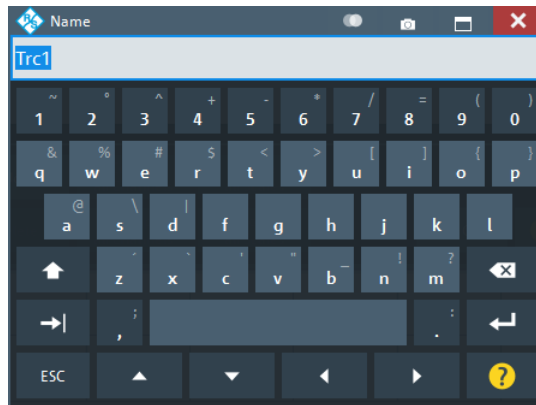 R&S Name
Trc1
~ ° ^ + - * / = ( )
1 2 3 4 5 6 7 8 9 0
& % # $ < > [ ] { }
q w e r t y u i o p
@ \ |
a s d f g h j k l
´ ` ' " _ ! ?
z x c v b n m
; :
, .
ESC ?